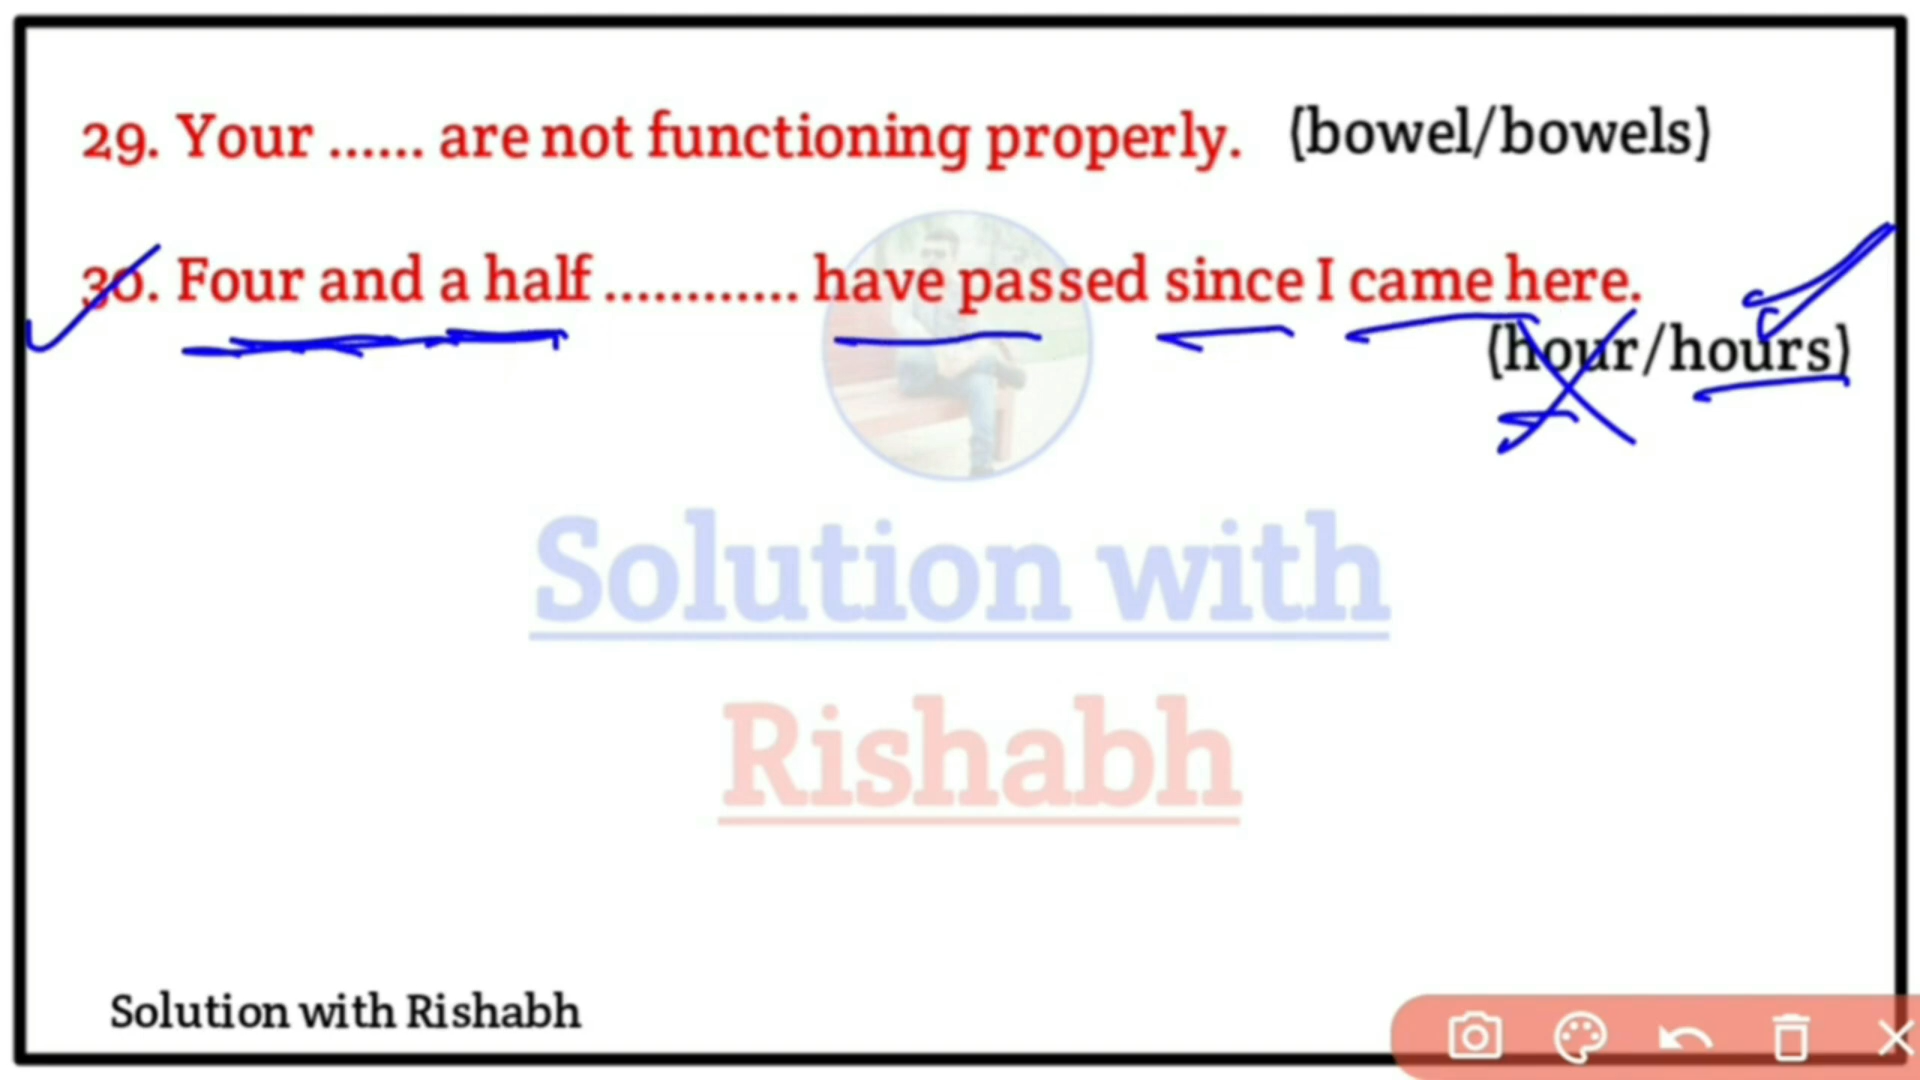 29. Your ...... are not functioning properly. (bowel/bowels)
30. Four and a half ............ have passed since I came here.
(hour/hours)
Solution with
Rishabh
Solution with Rishabh